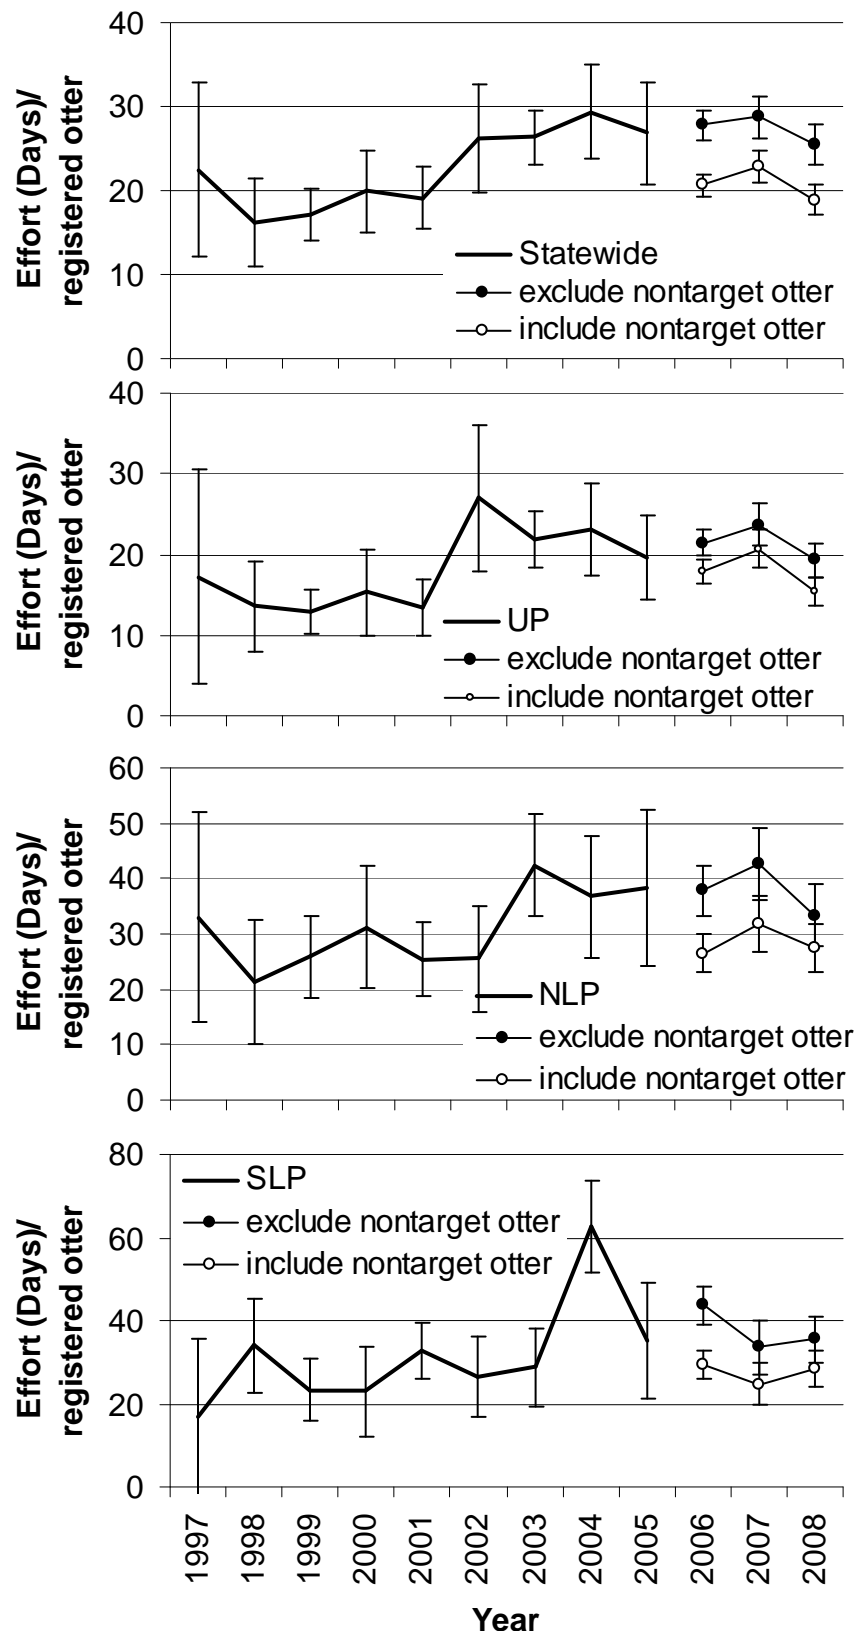 Effort (Days)/
registered otter
40
30
20
10
0
Statewide
exclude nontarget otter
include nontarget otter
Effort (Days)/
registered otter
40
30
20
10
0
UP
exclude nontarget otter
include nontarget otter
Effort (Days)/
registered otter
60
50
40
30
20
10
0
NLP
exclude nontarget otter
include nontarget otter
Effort (Days)/
registered otter
80
60
40
20
0
SLP
exclude nontarget otter
include nontarget otter
1997
1998
1999
2000
2001
2002
2003
2004
2005
2006
2007
2008
Year